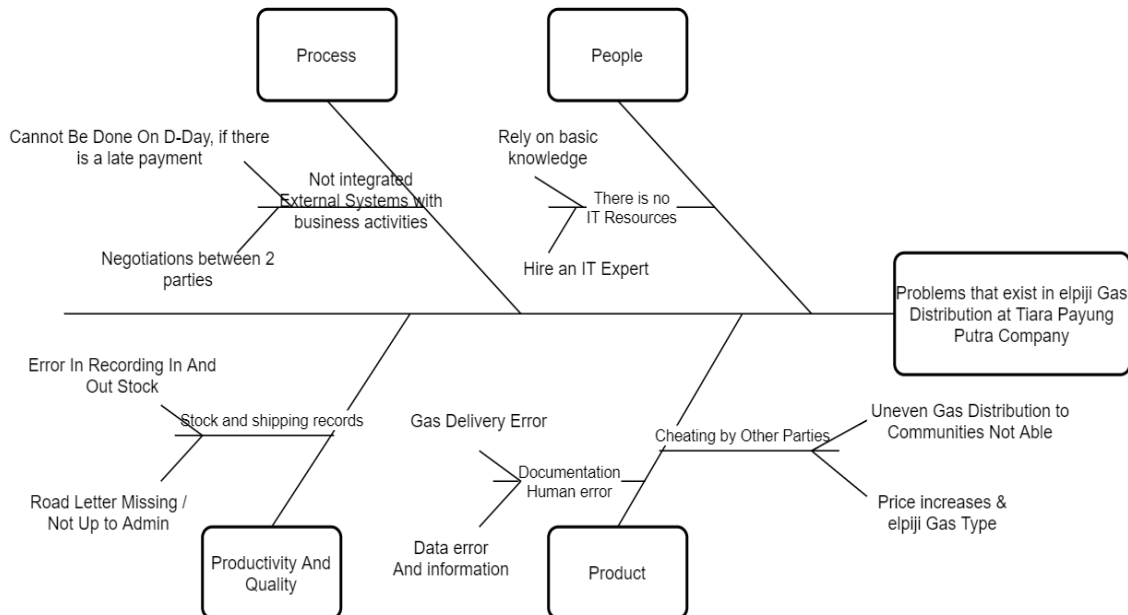 Process
People
Cannot Be Done On D-Day, if there
is a late payment
Not integrated
External Systems with
business activities
Negotiations between 2
parties
Rely on basic
knowledge
There is no
IT Resources
Hire an IT Expert
Problems that exist in elpiji Gas
Distribution at Tiara Payung
Putra Company
Error In Recording In And
Out Stock
Stock and shipping records
Road Letter Missing /
Not Up to Admin
Productivity And
Quality
Gas Delivery Error
Documentation
Human error
Data error
And information
Product
Cheating by Other Parties
Uneven Gas Distribution to
Communities Not Able
Price increases &
elpiji Gas Type